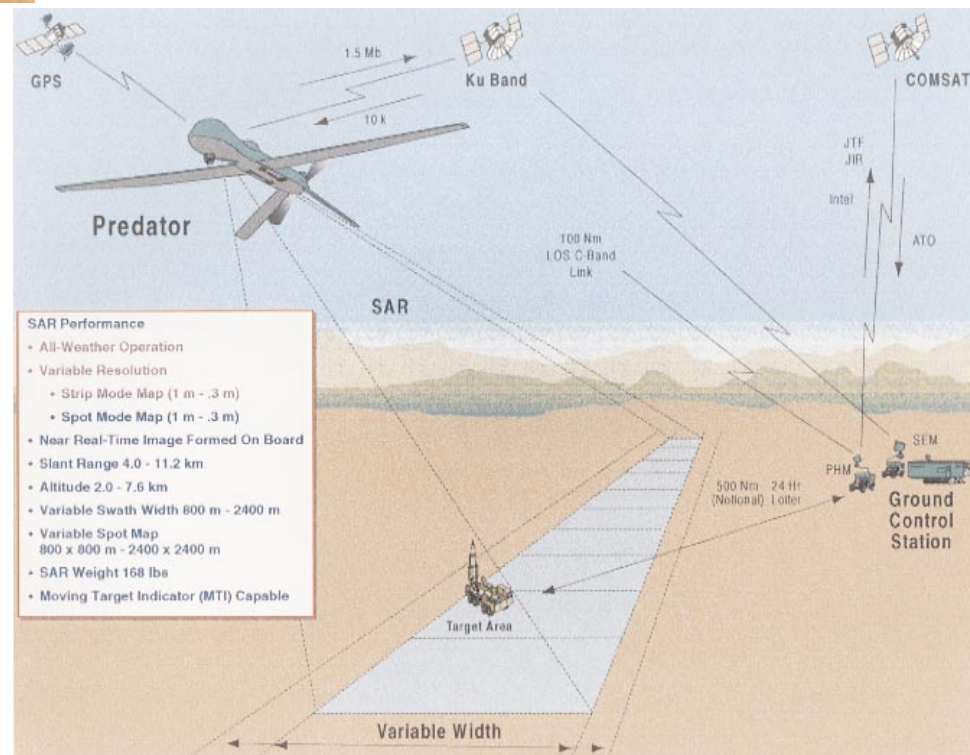 GPS
1.5 Mb
Ku Band
COMSAT
10 k
JTF
JIR
Intel
ATO
Predator
100 Nm
LOS C-Band
Link
SAR
SAR Performance
• All-Weather Operation
• Variable Resolution
• Strip Mode Map (1 m - .3 m)
• Spot Mode Map (1 m - .3 m)
• Near Real-Time Image Formed On Board
• Slant Range 4.0 - 11.2 km
• Altitude 2.0 - 7.6 km
• Variable Swath Width 800 m - 2400 m
• Variable Spot Map
800 x 800 m - 2400 x 2400 m
• SAR Weight 168 lbs
• Moving Target Indicator (MTI) Capable
SEM
PHM
500 Nm 24 Hr
(Notional) Loiter
Ground
Control
Station
Target Area
Variable Width